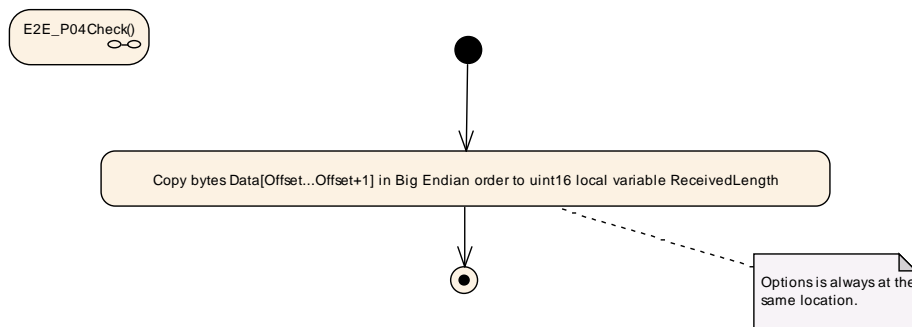 E2E_P04Check()
Copy bytes Data[Offset...Offset+1] in Big Endian order to uint16 local variable ReceivedLength
Options is always at the
same location.